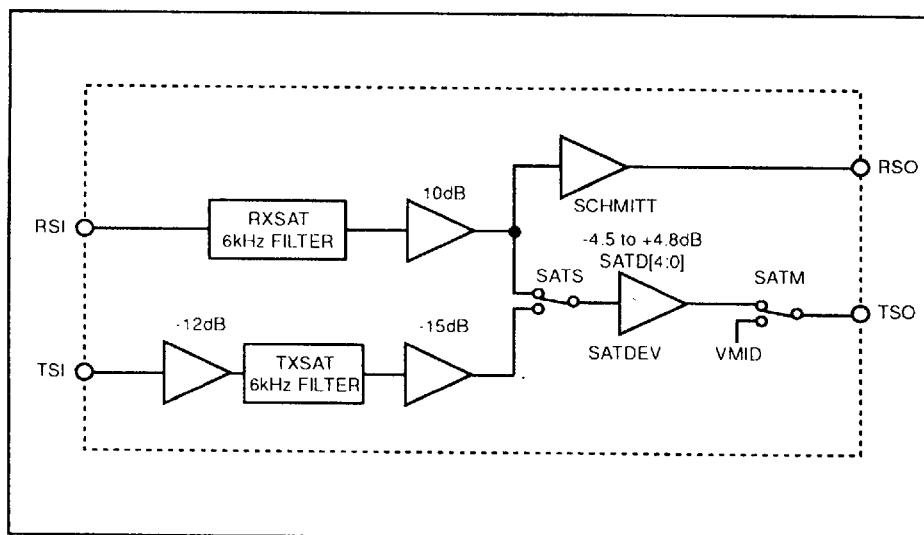 RSI
RXSAT
6kHz FILTER
10dB
SCHMITT
RSO
-4.5 to +4.8dB
SATD[4:0]
SATS
SATM
TSO
SATDEV
VMID
TSI
-12dB
TXSAT
6kHz FILTER
-15dB